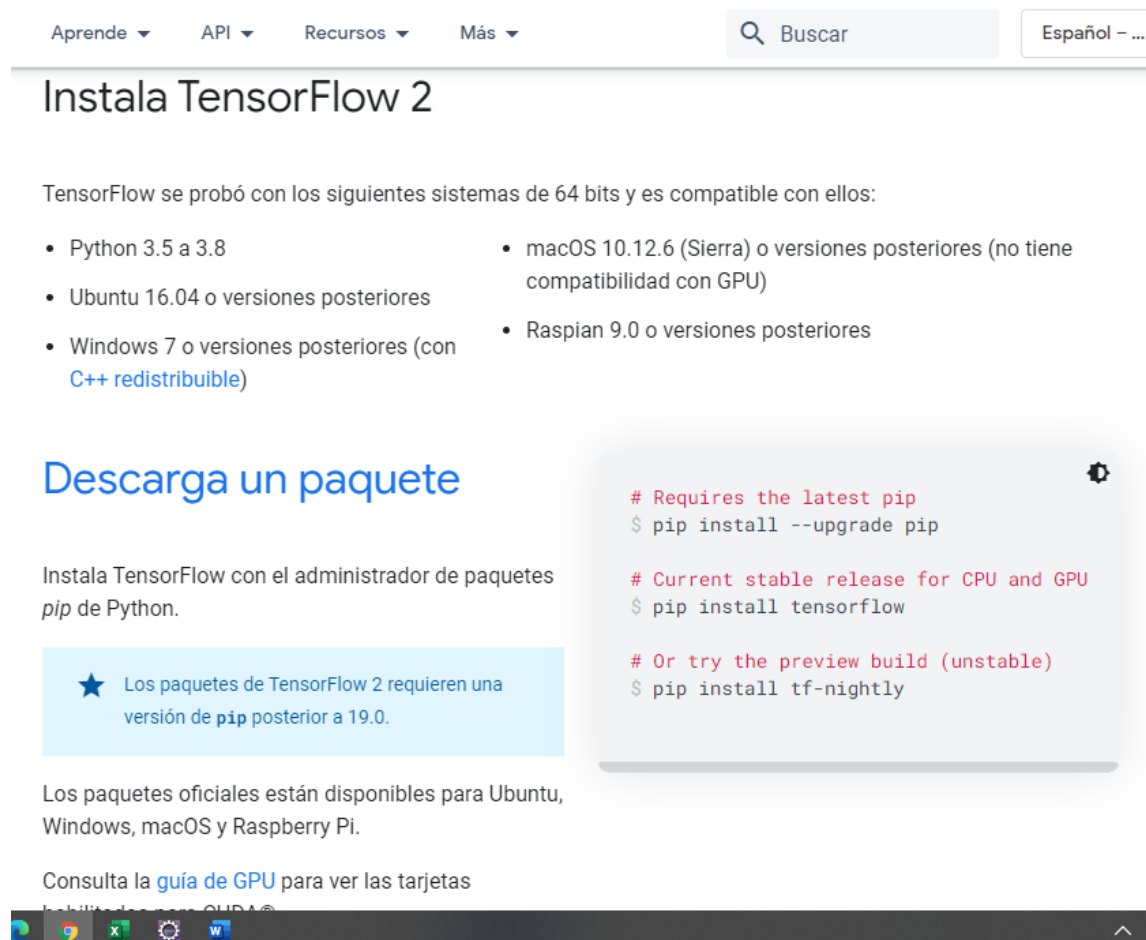 Aprende API Recursos Más Buscar Español – ...
Instala TensorFlow 2
TensorFlow se probó con los siguientes sistemas de 64 bits y es compatible con ellos:
• Python 3.5 a 3.8
• Ubuntu 16.04 o versiones posteriores
• Windows 7 o versiones posteriores (con
C++ redistribuible)
• macOS 10.12.6 (Sierra) o versiones posteriores (no tiene
compatibilidad con GPU)
• Raspian 9.0 o versiones posteriores
Descarga un paquete
Instala TensorFlow con el administrador de paquetes
pip de Python.
Los paquetes de TensorFlow 2 requieren una
versión de pip posterior a 19.0.
Los paquetes oficiales están disponibles para Ubuntu,
Windows, macOS y Raspberry Pi.
Consulta la guía de GPU para ver las tarjetas
habilitadas para CUDA®
# Requires the latest pip
$ pip install --upgrade pip
# Current stable release for CPU and GPU
$ pip install tensorflow
# Or try the preview build (unstable)
$ pip install tf-nightly